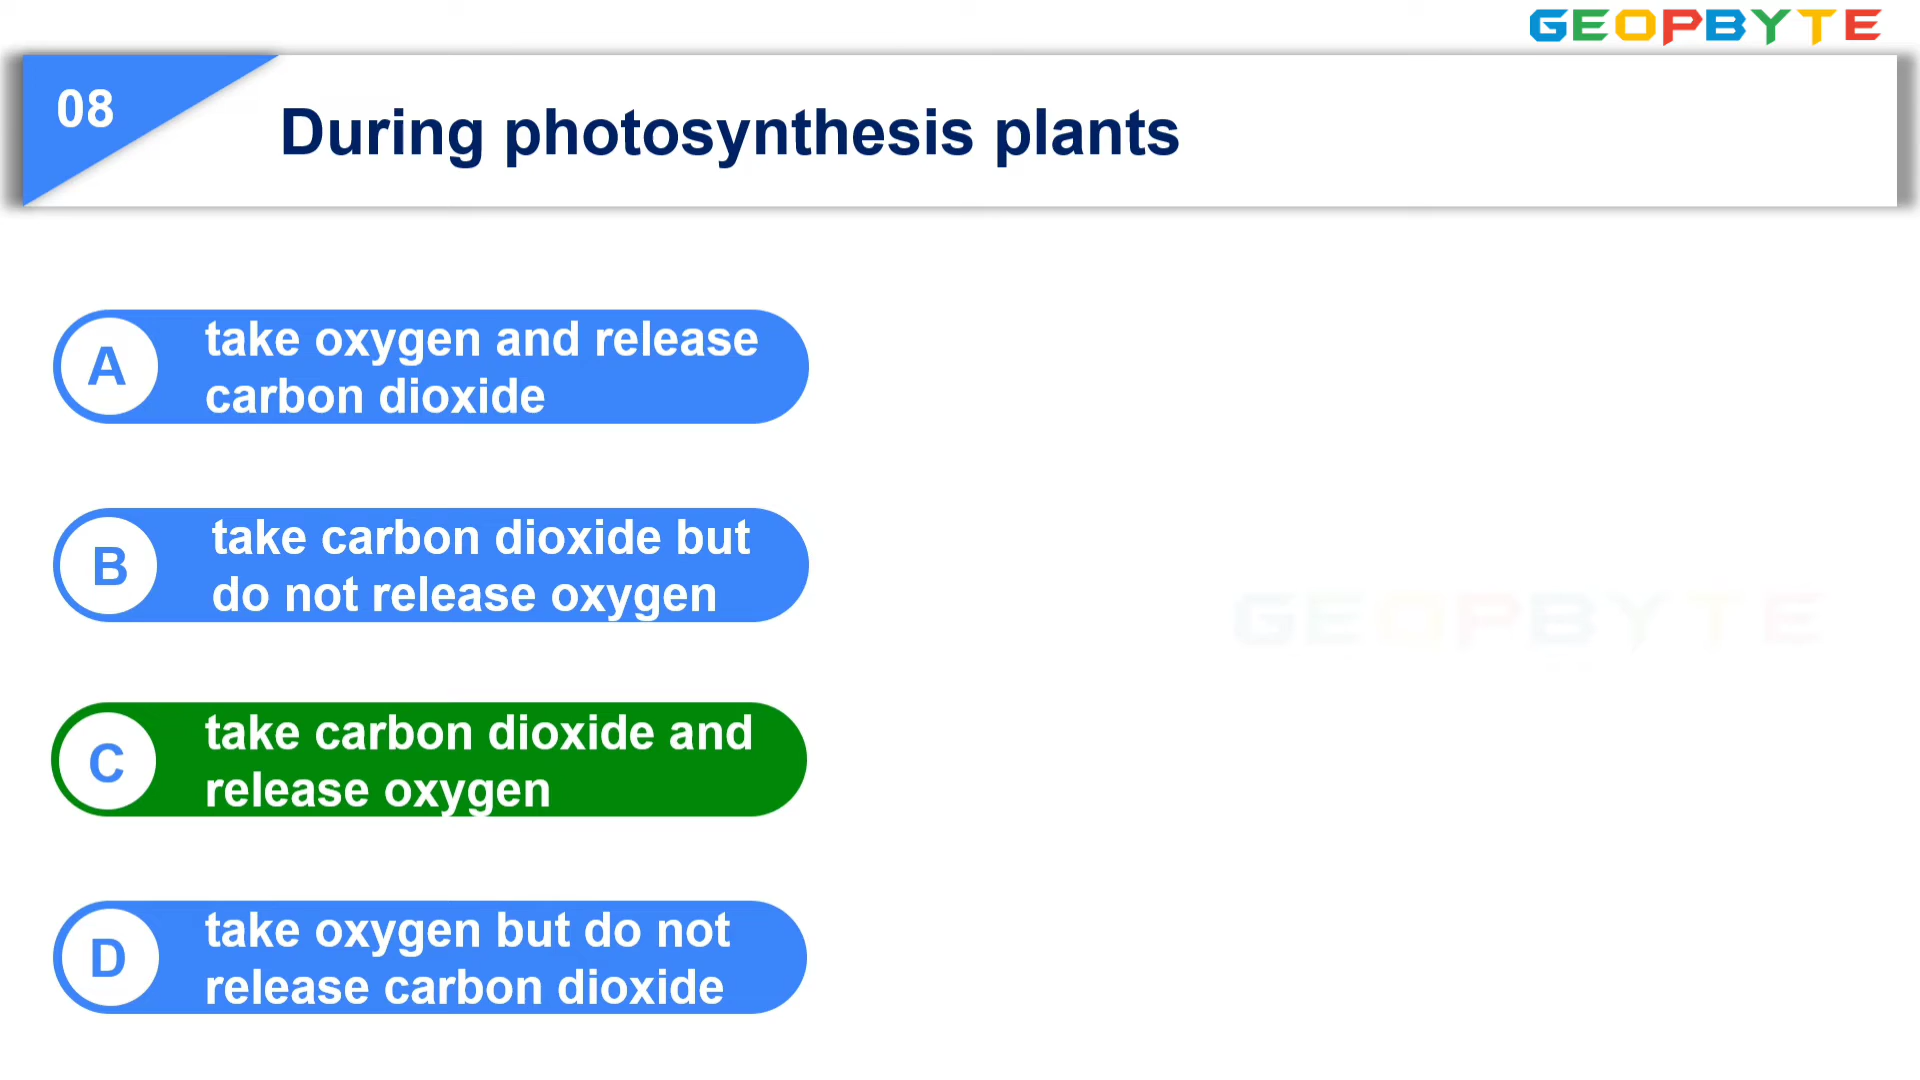 GEOPBYTE
08
During photosynthesis plants
A
take oxygen and release
carbon dioxide
B
take carbon dioxide but
do not release oxygen
GEOPBYTE
C
take carbon dioxide and
release oxygen
D
take oxygen but do not
release carbon dioxide